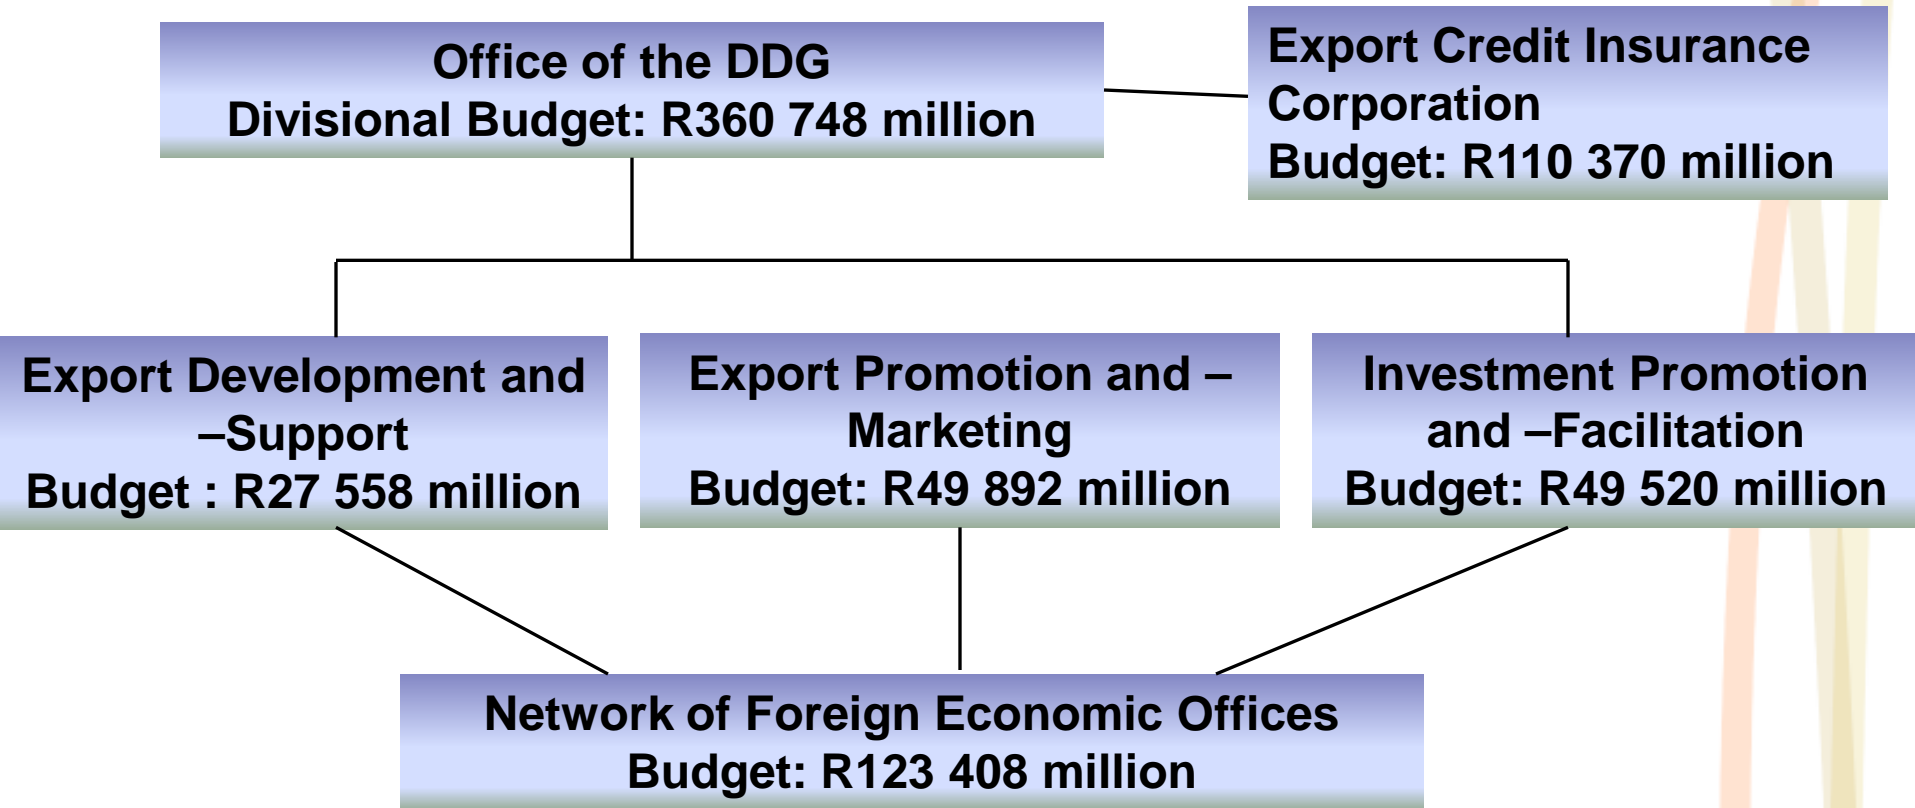 Office of the DDG
Divisional Budget: R360 748 million
Export Credit Insurance
Corporation
Budget: R110 370 million
Export Development and
–Support
Budget : R27 558 million
Export Promotion and –
Marketing
Budget: R49 892 million
Investment Promotion
and –Facilitation
Budget: R49 520 million
Network of Foreign Economic Offices
Budget: R123 408 million